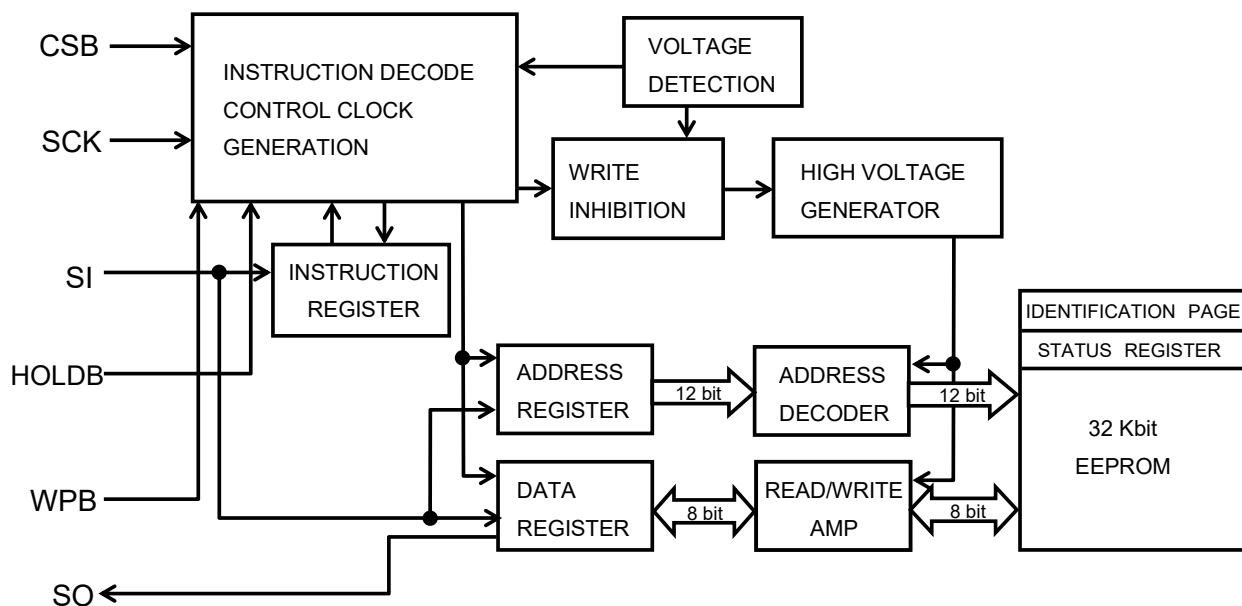 CSB
SCK
SI
HOLDB
WPB
SO
INSTRUCTION DECODE
CONTROL CLOCK
GENERATION
VOLTAGE
DETECTION
WRITE
INHIBITION
HIGH VOLTAGE
GENERATOR
INSTRUCTION
REGISTER
ADDRESS
REGISTER
12 bit
ADDRESS
DECODER
12 bit
DATA
REGISTER
8 bit
READ/WRITE
AMP
8 bit
IDENTIFICATION PAGE
STATUS REGISTER
32 Kbit
EEPROM